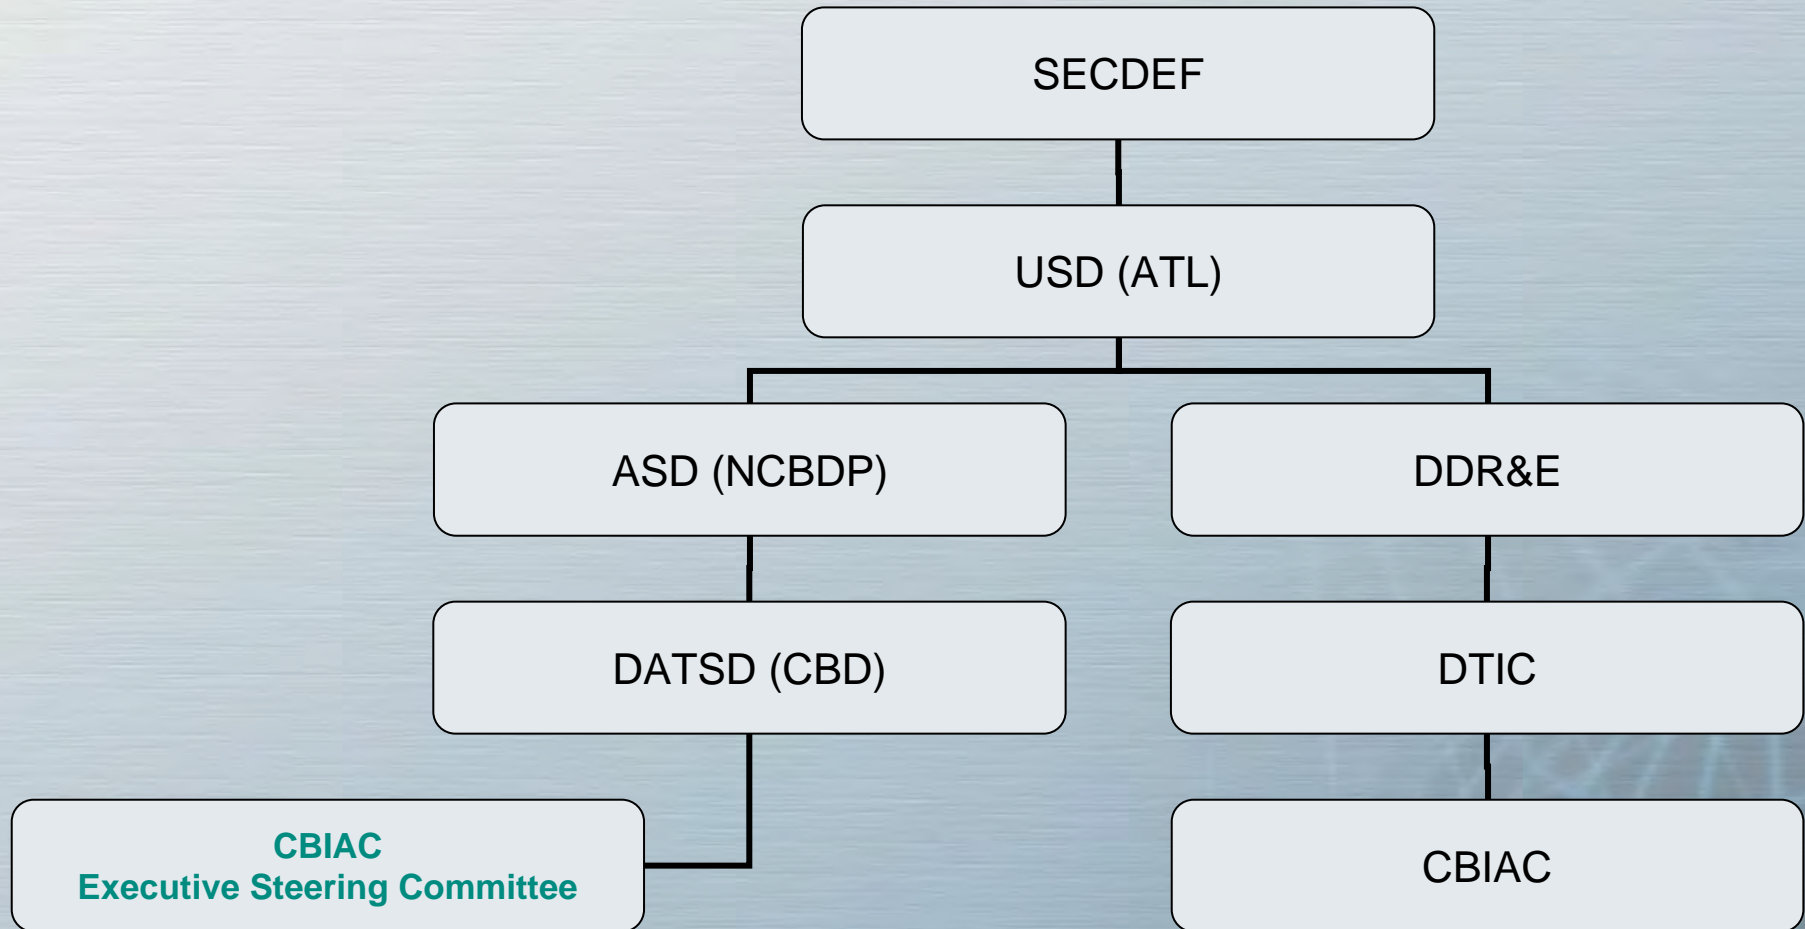 SECDEF
USD (ATL)
ASD (NCBDP)
DDR&E
DATSD (CBD)
DTIC
CBIAC
Executive Steering Committee
CBIAC